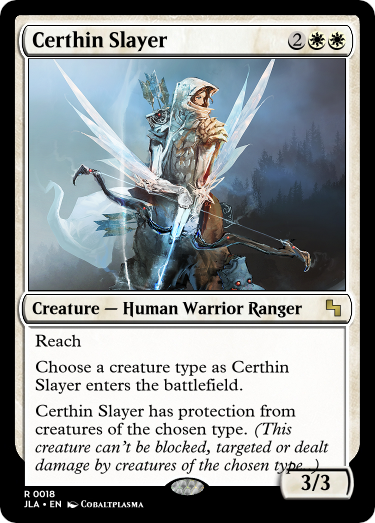 Certhin Slayer 2
Creature — Human Warrior Ranger
Reach
Choose a creature type as Certhin
Slayer enters the battlefield.
Certhin Slayer has protection from
creatures of the chosen type. (This
creature can't be blocked, targeted or dealt
damage by creatures of the chosen type..)
3/3
R 0018
JLA • EN Cobaltplasma